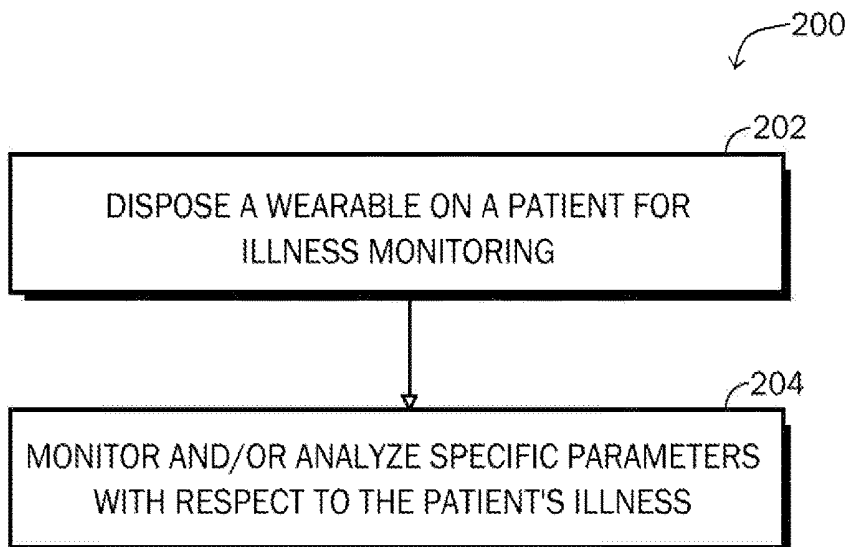 200
202
DISPOSE A WEARABLE ON A PATIENT FOR
ILLNESS MONITORING
204
MONITOR AND/OR ANALYZE SPECIFIC PARAMETERS
WITH RESPECT TO THE PATIENT'S ILLNESS